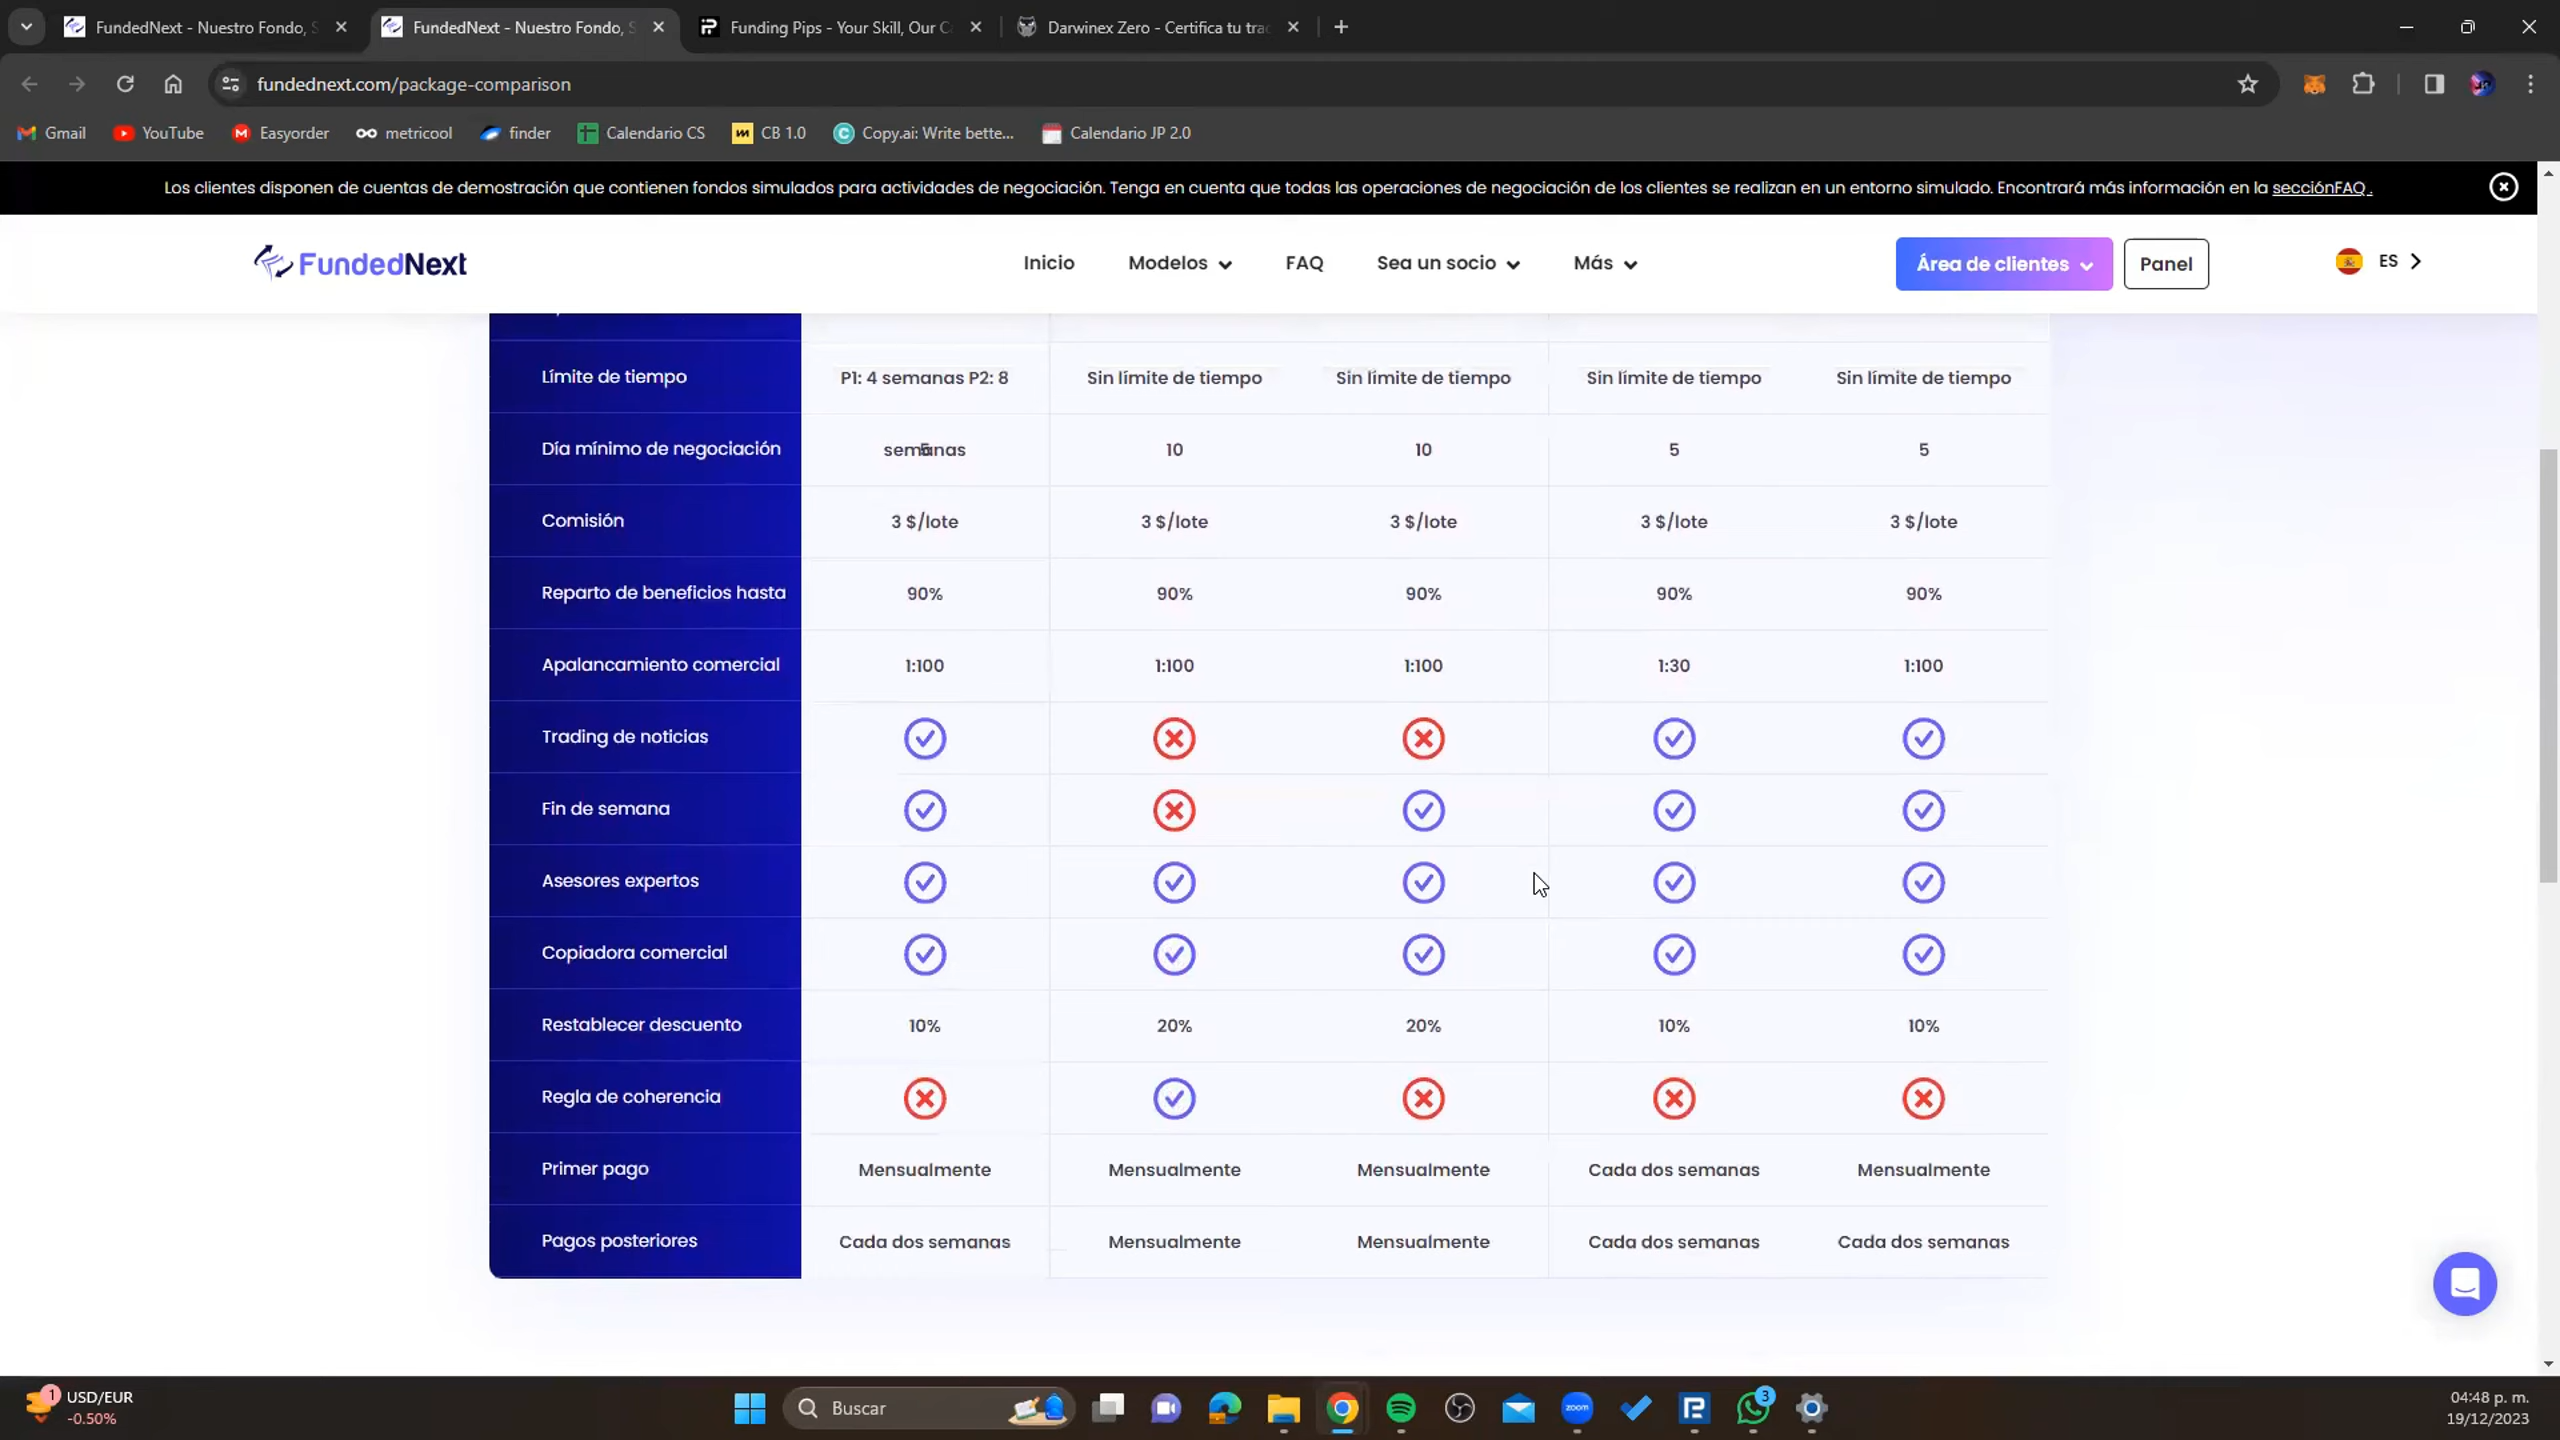 FundedNext - Nuestro Fondo, S
FundedNext - Nuestro Fondo, S
Funding Pips - Your Skill, Our C
Darwinex Zero - Certifica tu tra
fundednext.com/package-comparison
Gmail
YouTube
Easyorder
metricool
finder
Calendario CS
CB 1.0
Copy.ai: Write bette...
Calendario JP 2.0
Los clientes disponen de cuentas de demostración que contienen fondos simulados para actividades de negociación. Tenga en cuenta que todas las operaciones de negociación de los clientes se realizan en un entorno simulado. Encontrará más información en la secciónFAQ .
FundedNext
Inicio
Modelos
FAQ
Sea un socio
Más
Área de clientes
Panel
ES
Límite de tiempo
P1: 4 semanas P2: 8
semanas
Sin límite de tiempo
Sin límite de tiempo
Sin límite de tiempo
Sin límite de tiempo
Día mínimo de negociación
5
10
10
5
5
Comisión
3 $/lote
3 $/lote
3 $/lote
3 $/lote
3 $/lote
Reparto de beneficios hasta
90%
90%
90%
90%
90%
Apalancamiento comercial
1:100
1:100
1:100
1:30
1:100
Trading de noticias
Fin de semana
Asesores expertos
Copiadora comercial
Restablecer descuento
10%
20%
20%
10%
10%
Regla de coherencia
Primer pago
Mensualmente
Mensualmente
Mensualmente
Cada dos semanas
Mensualmente
Pagos posteriores
Cada dos semanas
Mensualmente
Mensualmente
Cada dos semanas
Cada dos semanas
1
USD/EUR
-0.50%
Buscar
zoom
3
04:48 p. m.
19/12/2023